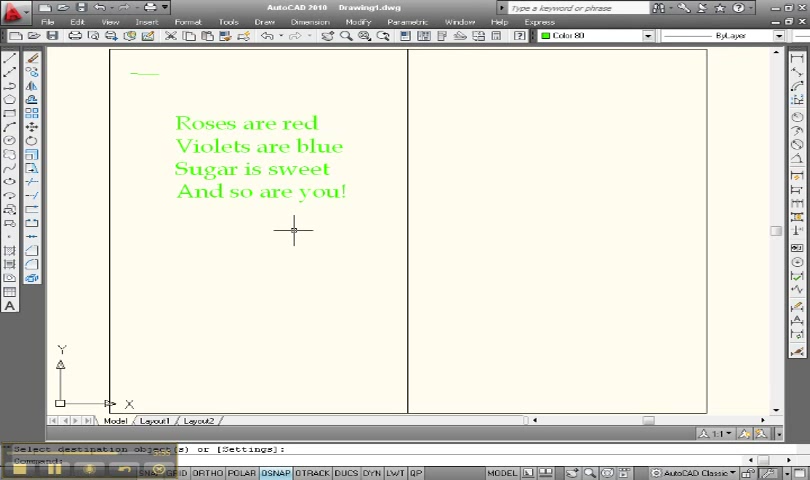 AutoCAD 2010 Drawing1.dwg
Type a keyword or phrase
File Edit View Insert Format Tools Draw Dimension Modify Parametric Window Help Express
Color 80
ByLayer
Roses are red
Violets are blue
Sugar is sweet
And so are you!
Y
X
Model Layout1 Layout2
1:1
Select destination object(s) or [Settings]:
Command:
GRID ORTHO POLAR OSNAP OTRACK DUCS DYN LWT QP
MODEL
AutoCAD Classic